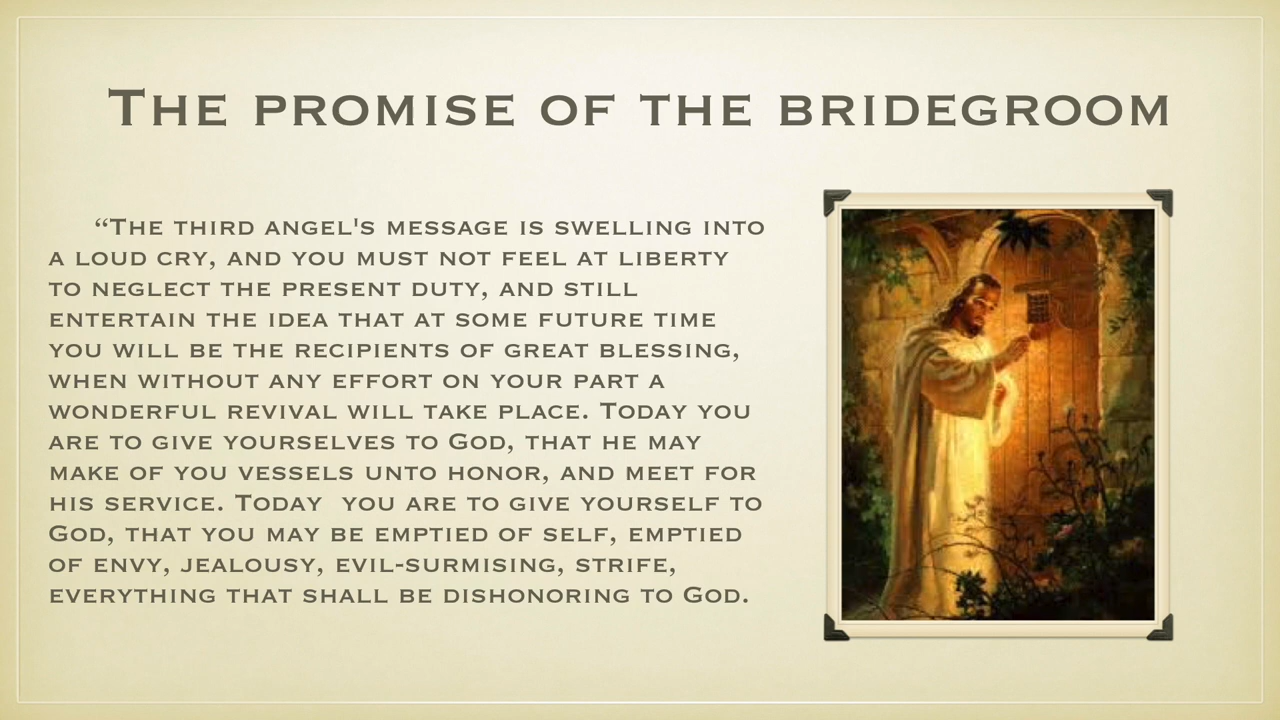 The promise of the bridegroom
“The third angel's message is swelling into
a loud cry, and you must not feel at liberty
to neglect the present duty, and still
entertain the idea that at some future time
you will be the recipients of great blessing,
when without any effort on your part a
wonderful revival will take place. Today you
are to give yourselves to God, that he may
make of you vessels unto honor, and meet for
his service. Today  you are to give yourself to
God, that you may be emptied of self, emptied
of envy, jealousy, evil-surmising, strife,
everything that shall be dishonoring to God.